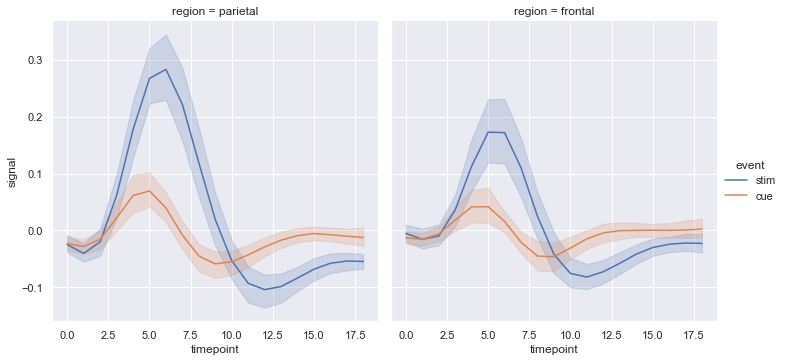 region = parietal
region = frontal
signal
0.3
0.2
0.1
0.0
−0.1
0.0 2.5 5.0 7.5 10.0 12.5 15.0 17.5
0.0 2.5 5.0 7.5 10.0 12.5 15.0 17.5
timepoint
timepoint
event
stim
cue